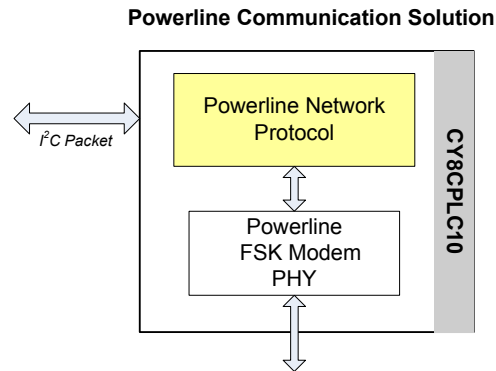 Powerline Communication Solution
Powerline Network
Protocol
I²C Packet
CY8CPLC10
Powerline
FSK Modem
PHY